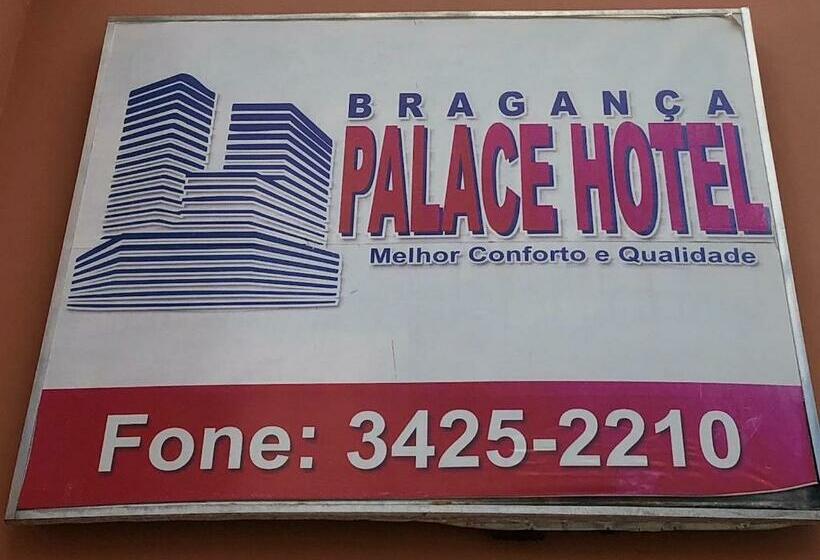 BRAGANÇA
PALACE HOTEL
Melhor Conforto e Qualidade
Fone: 3425-2210